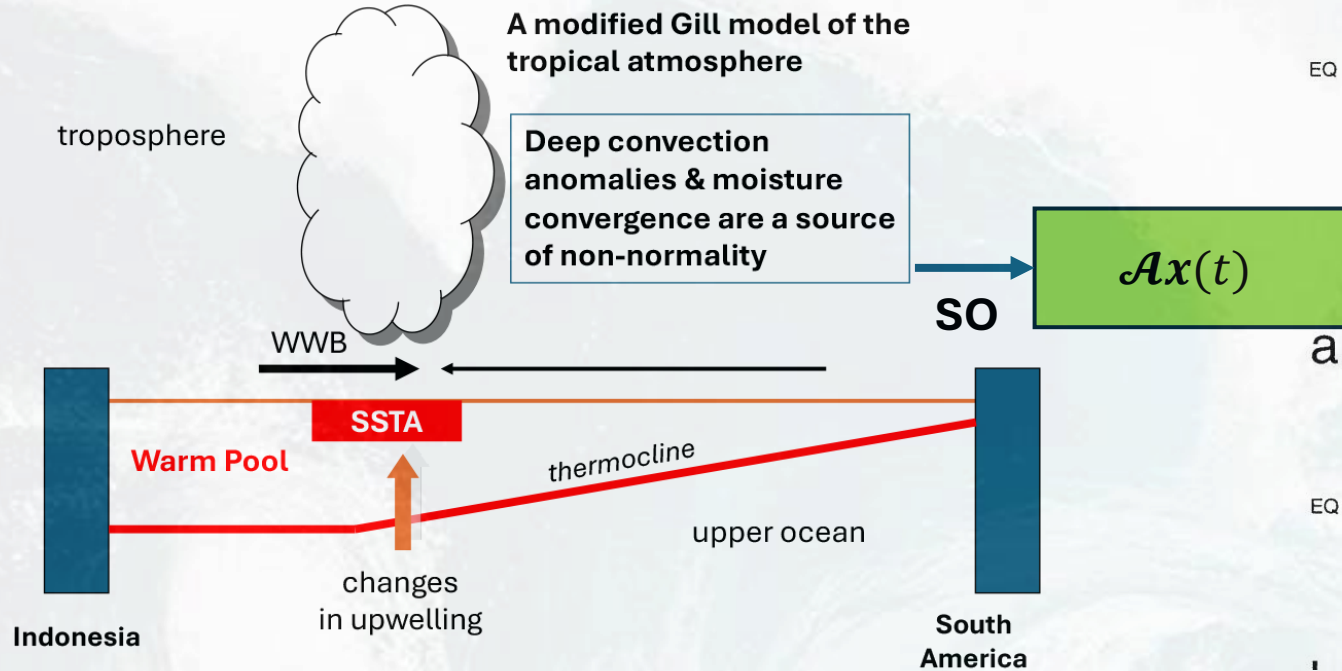 A modified Gill model of the
tropical atmosphere
EQ
troposphere
Deep convection
anomalies & moisture
convergence are a source
of non-normality
𝓐𝒙(𝑡)
SO
WWB
a
SSTA
Warm Pool
thermocline
EQ
upper ocean
changes
in upwelling
Indonesia
South
America